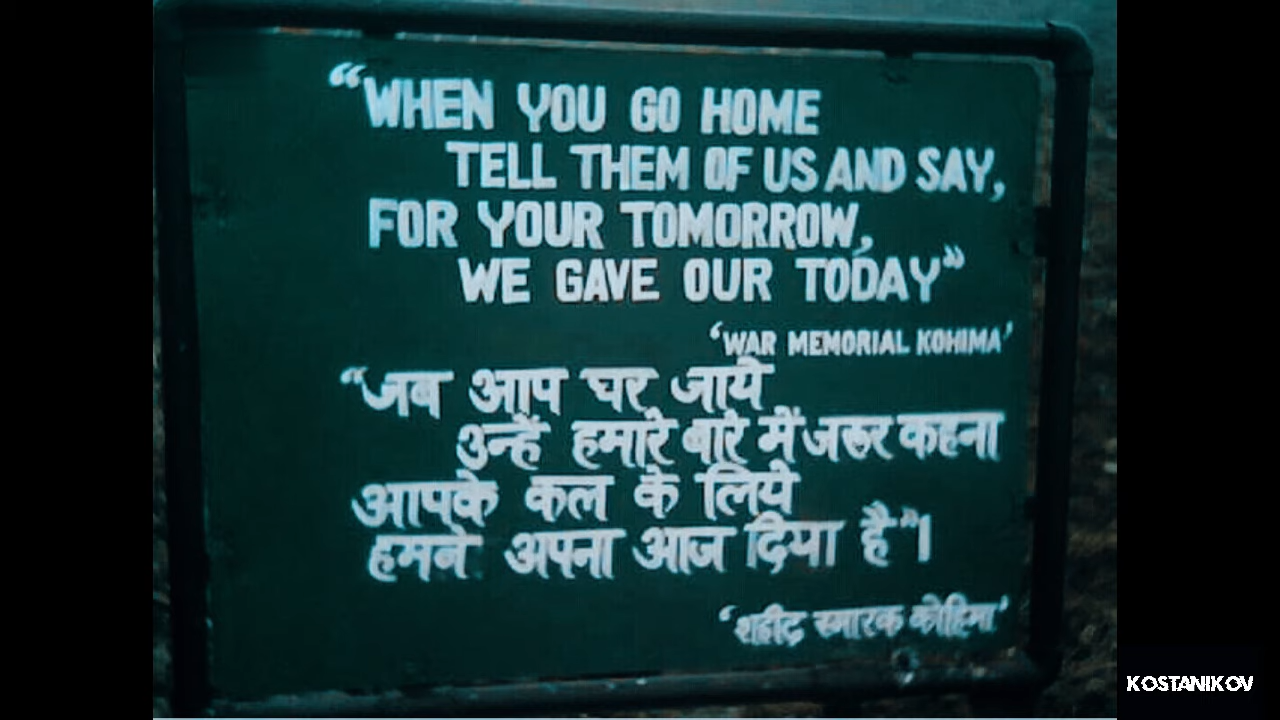 “WHEN YOU GO HOME
TELL THEM OF US AND SAY,
FOR YOUR TOMORROW,
WE GAVE OUR TODAY”
‘WAR MEMORIAL KOHIMA’
“जब आप घर जाये
उन्हें हमारे बारे में जरूर कहना
आपके कल के लिये
हमने अपना आज दिया है”।
‘शहीद स्मारक कोहिमा’
KOSTANIKOV